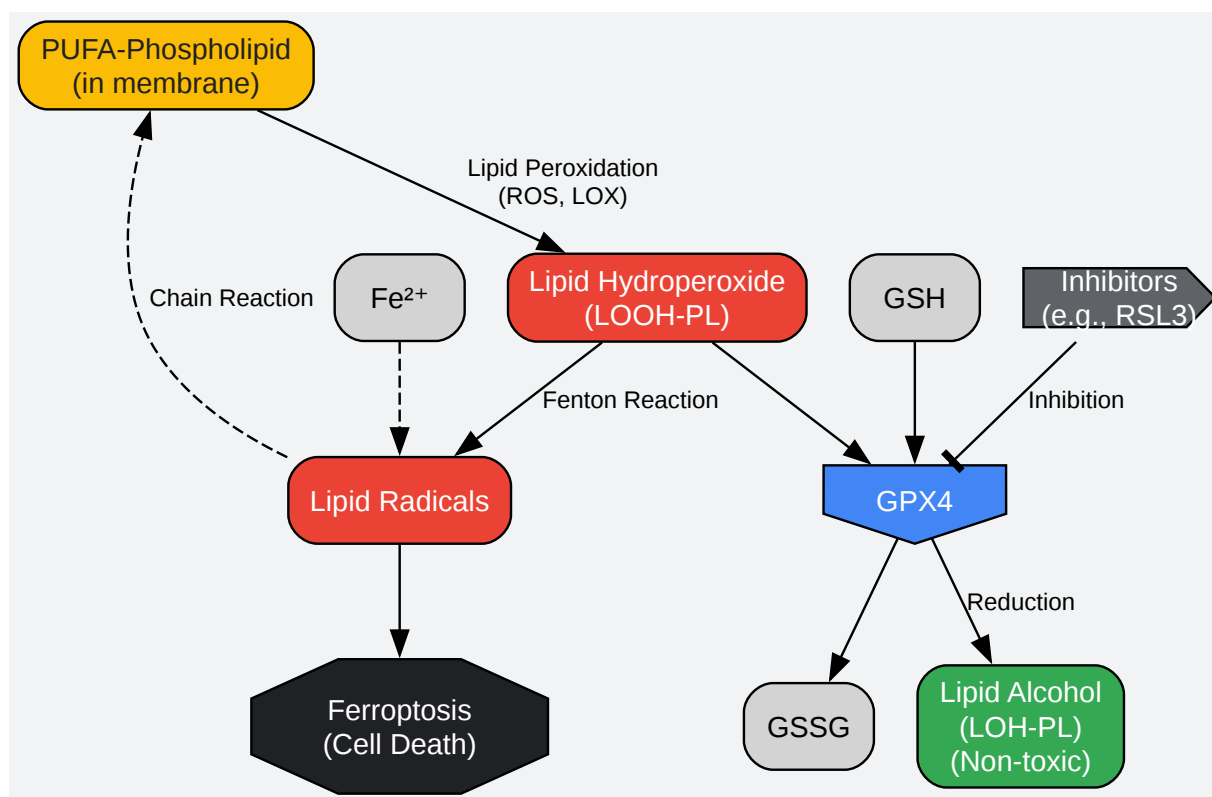 PUFA-Phospholipid
(in membrane)
Lipid Peroxidation
(ROS, LOX)
Chain Reaction
Fe²⁺
Lipid Hydroperoxide
(LOOH-PL)
GSH
Inhibitors
(e.g., RSL3)
Fenton Reaction
Inhibition
Lipid Radicals
GPX4
Reduction
Ferroptosis
(Cell Death)
GSSG
Lipid Alcohol
(LOH-PL)
(Non-toxic)